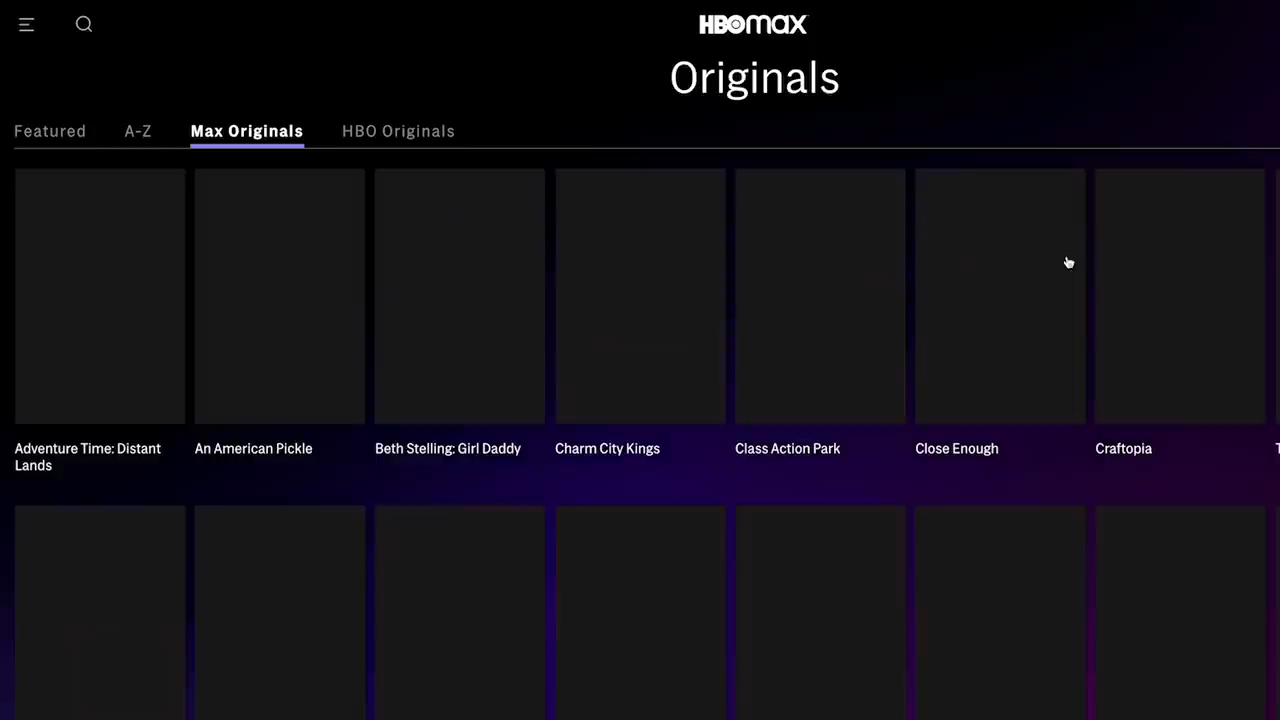 HBOmax
Originals
Featured
A-Z
Max Originals
HBO Originals
Adventure Time: Distant
Lands
An American Pickle
Beth Stelling: Girl Daddy
Charm City Kings
Class Action Park
Close Enough
Craftopia